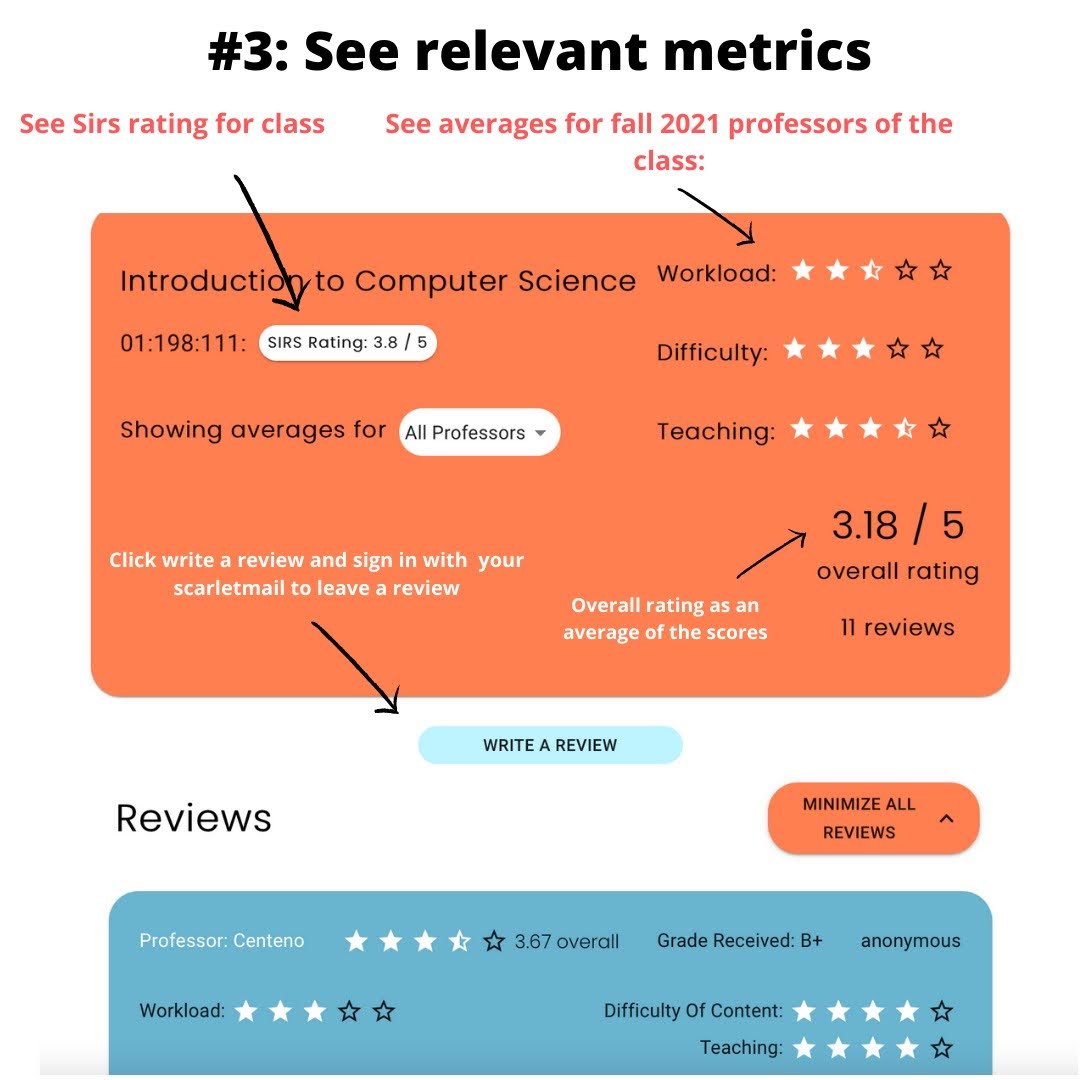 #3: See relevant metrics
See Sirs rating for class
See averages for fall 2021 professors of the
class:
Introduction to Computer Science
Workload:
01:198:111:
SIRS Rating: 3.8 / 5
Difficulty:
Showing averages for
All Professors
Teaching:
3.18 / 5
overall rating
11 reviews
Click write a review and sign in with your
scarletmail to leave a review
Overall rating as an
average of the scores
WRITE A REVIEW
Reviews
MINIMIZE ALL
REVIEWS
Professor: Centeno
3.67 overall
Grade Received: B+
anonymous
Workload:
Difficulty Of Content:
Teaching: